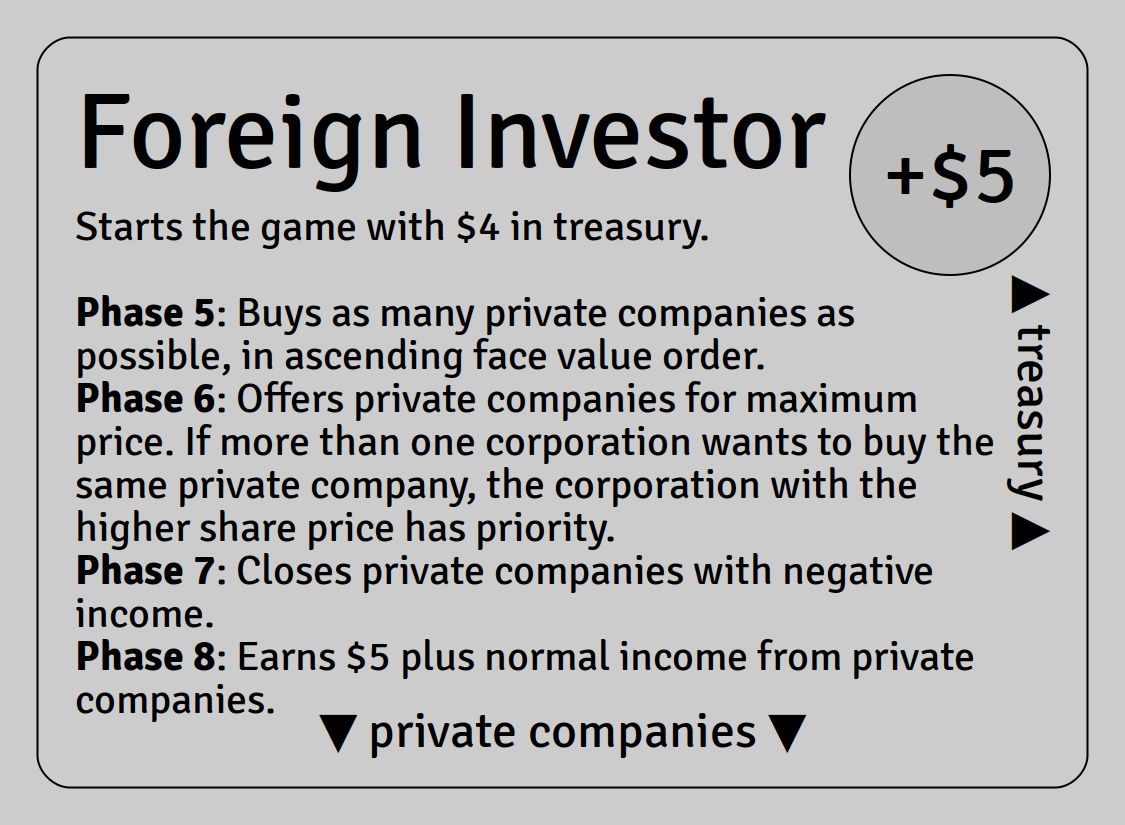 Foreign Investor
+$5
Starts the game with $4 in treasury.
Phase 5: Buys as many private companies as
possible, in ascending face value order.
Phase 6: Offers private companies for maximum
price. If more than one corporation wants to buy the
same private company, the corporation with the
higher share price has priority.
Phase 7: Closes private companies with negative
income.
Phase 8: Earns $5 plus normal income from private
companies.
▶ treasury ▶
▼ private companies ▼